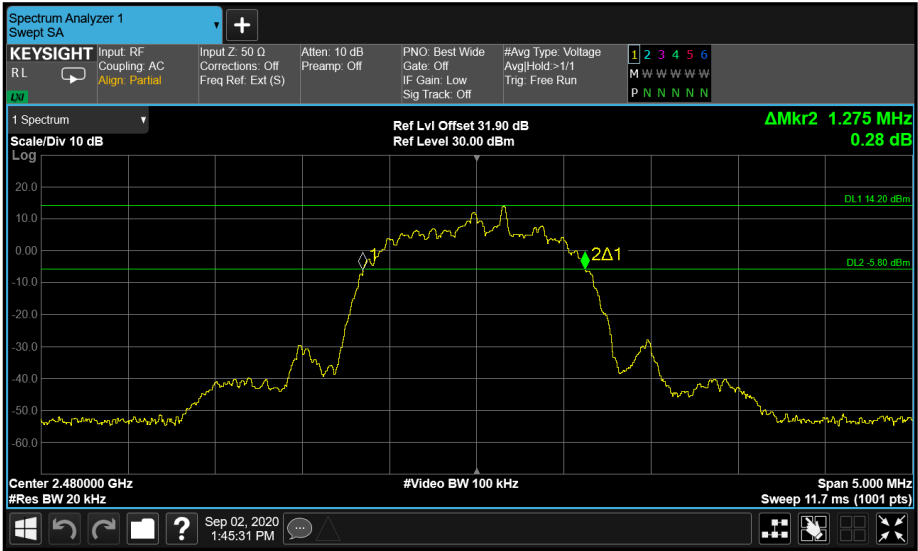 Spectrum Analyzer 1
Swept SA
KEYSIGHT
RL
LXI
Input: RF
Coupling: AC
Align: Partial
Input Z: 50 Ω
Corrections: Off
Freq Ref: Ext (S)
Atten: 10 dB
Preamp: Off
PNO: Best Wide
Gate: Off
IF Gain: Low
Sig Track: Off
#Avg Type: Voltage
Avg|Hold:>1/1
Trig: Free Run
1 2 3 4 5 6
M W W W W W
P N N N N N
1 Spectrum
Scale/Div 10 dB
Log
Ref Lvl Offset 31.90 dB
Ref Level 30.00 dBm
ΔMkr2 1.275 MHz
0.28 dB
20.0
DL1 14.20 dBm
10.0
0.00
1
2Δ1
DL2 -5.80 dBm
-10.0
-20.0
-30.0
-40.0
-50.0
-60.0
Center 2.480000 GHz
#Video BW 100 kHz
Span 5.000 MHz
#Res BW 20 kHz
Sweep 11.7 ms (1001 pts)
?
Sep 02, 2020
1:45:31 PM